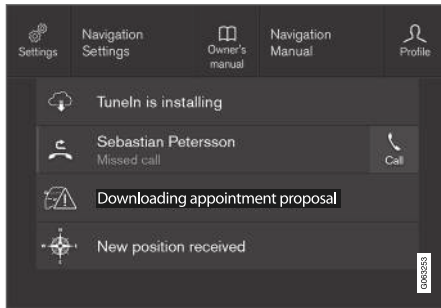 Settings
Navigation
Settings
Owner's
manual
Navigation
Manual
Profile
TuneIn is installing
Sebastian Petersson
Missed call
Call
Downloading appointment proposal
New position received
G063253